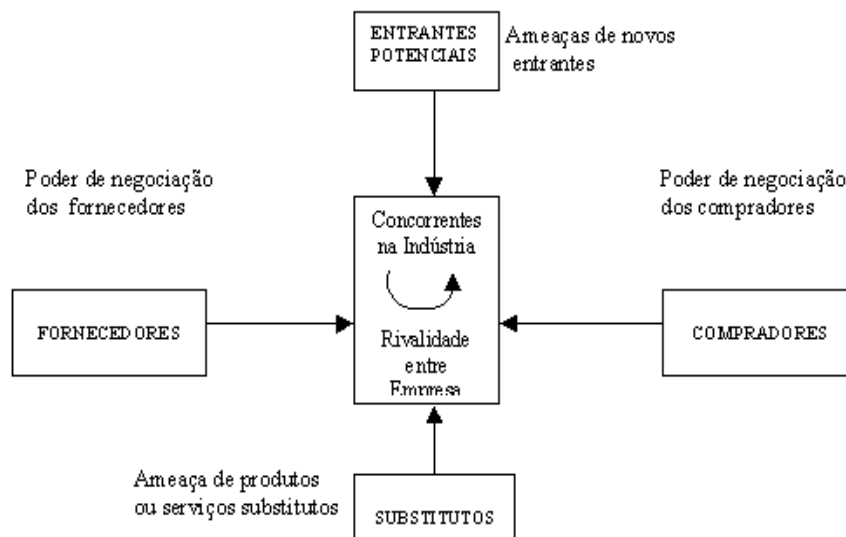 ENTRANTES
POTENCIAIS
Ameaças de novos
entrantes
Poder de negociação
dos fornecedores
Poder de negociação
dos compradores
Concorrentes
na Indústria
FORNECEDORES
Rivalidade
entre
Empresa
COMPRADORES
Ameaça de produtos
ou serviços substitutos
SUBSTITUTOS